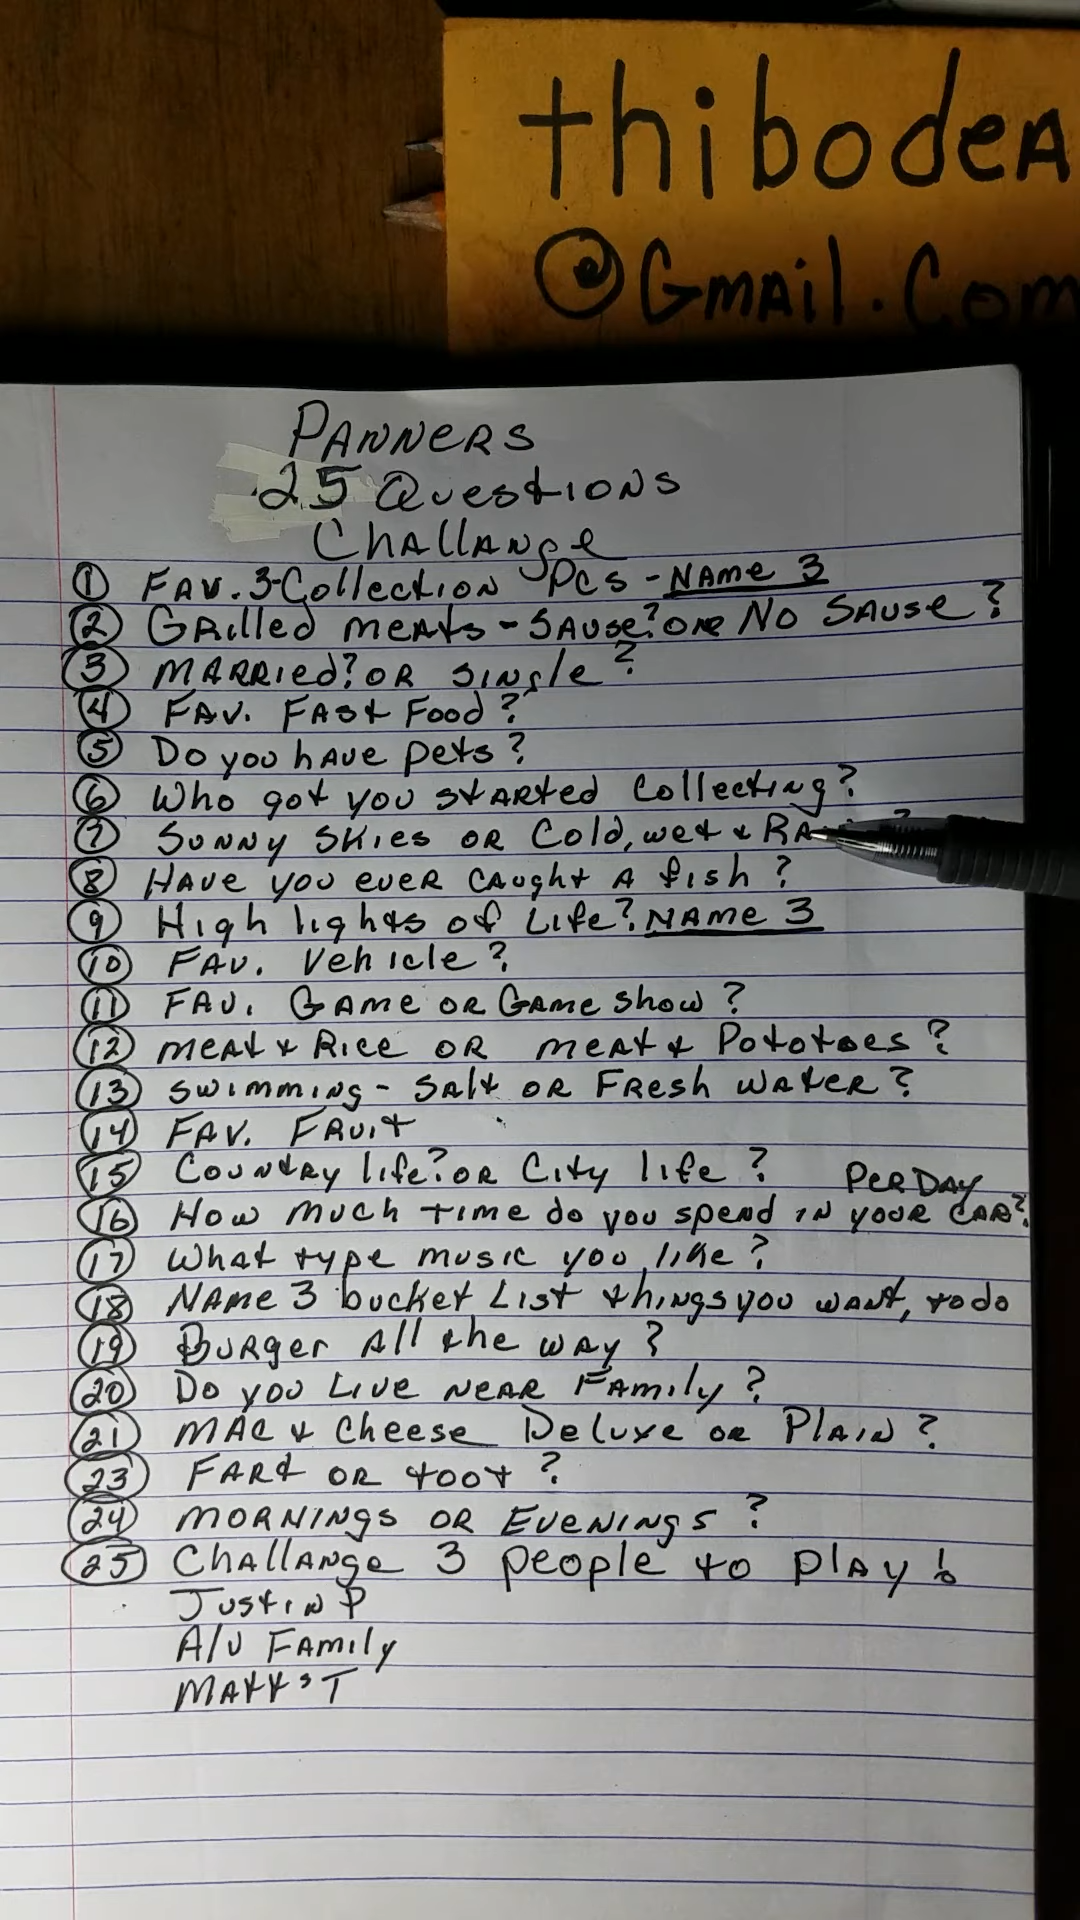 thibodeA
@Gmail.Com
PANNERS
25 Questions
Challange
1 FAV. 3-Collection Pcs - NAME 3
2 GRilled meats - SAUSE? OR No SAUSE?
3 MARRied? OR single?
4 FAV. FAst Food?
5 Do you hAve pets?
6 Who got you stARted Collecting?
7 Sunny Skies OR Cold, wet &
8 HAVE you ever CAught A fish?
9 High lights of Life? NAME 3
10 FAV. Vehicle?
11 FAV. GAme OR GAme show?
12 meAt & Rice OR meAt & Pototoes?
13 swimming - SAlt OR FResh wAter?
14 FAV. FRuit
15 Country life? OR City life?
PER DAY
16 How much time do you spend in your CAR?
17 What type music you like?
18 NAme 3 bucket List things you want, to do
19 BuRger All the wAy?
20 Do you Live neAR FAmily?
21 MAC & Cheese Deluxe OR PlAin?
23 FARt OR toot?
24 MORNings OR Evenings?
25 ChAllAnge 3 people to plAy!
Justin P
A/U FAmily